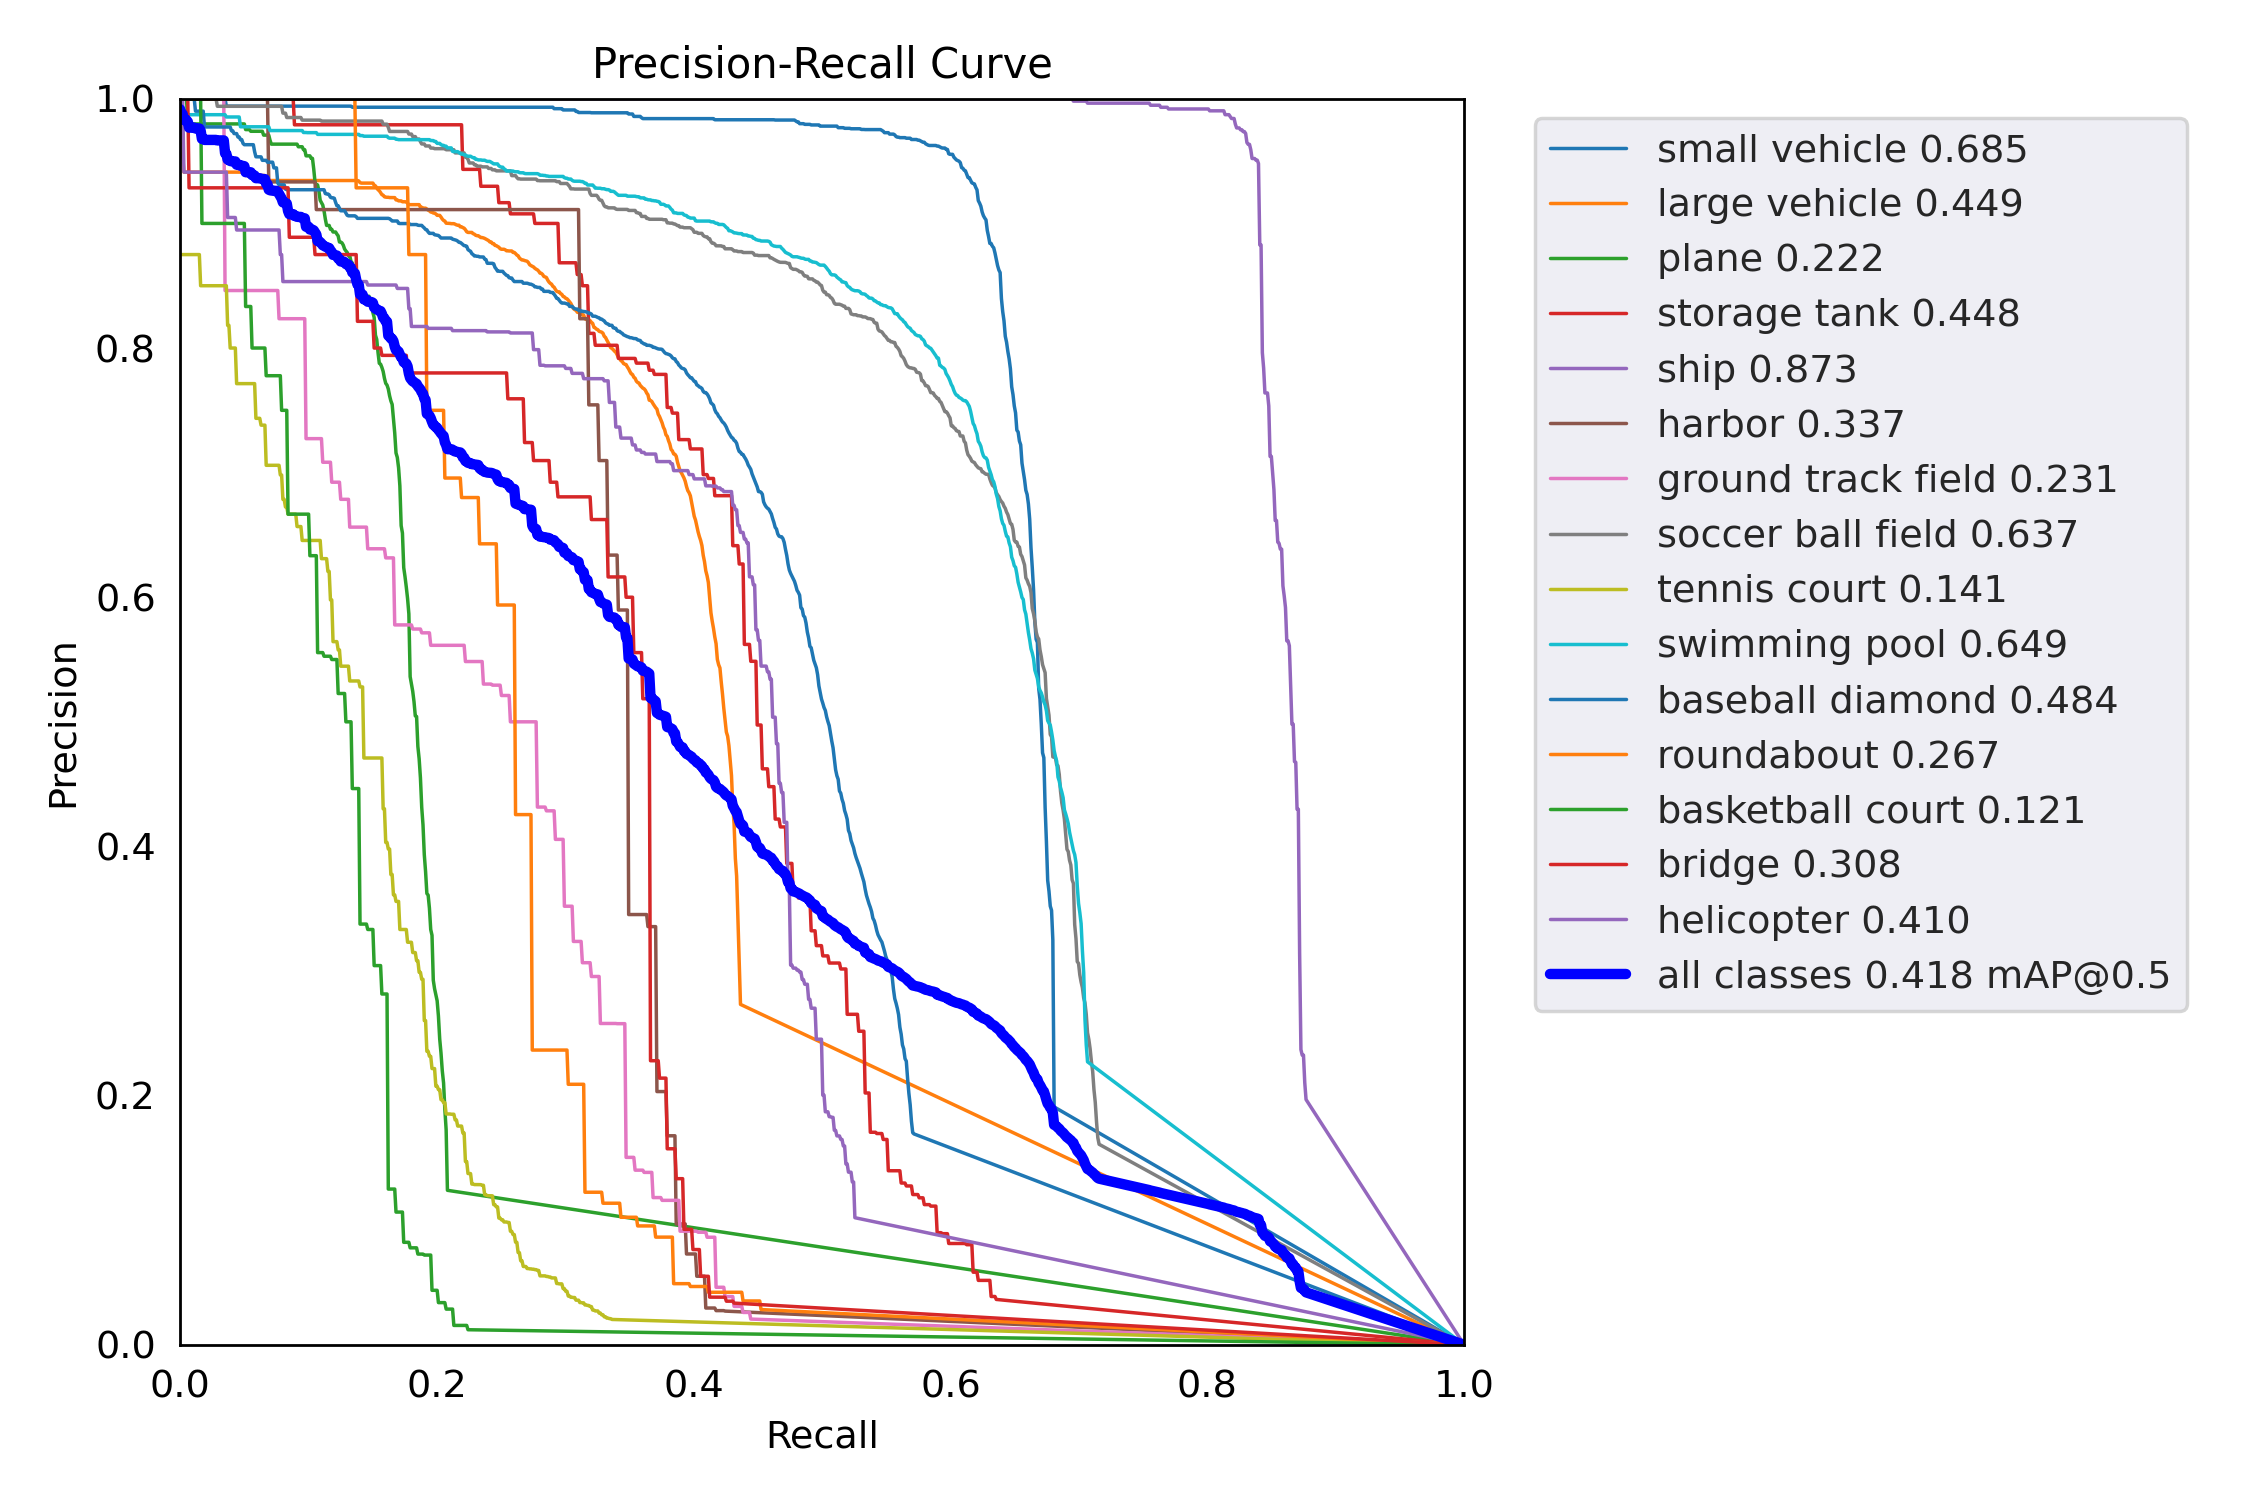 Precision-Recall Curve
1.0
0.8
0.6
0.4
0.2
0.0
Precision
0.0 0.2 0.4 0.6 0.8 1.0
Recall
small vehicle 0.685
large vehicle 0.449
plane 0.222
storage tank 0.448
ship 0.873
harbor 0.337
ground track field 0.231
soccer ball field 0.637
tennis court 0.141
swimming pool 0.649
baseball diamond 0.484
roundabout 0.267
basketball court 0.121
bridge 0.308
helicopter 0.410
all classes 0.418 mAP@0.5